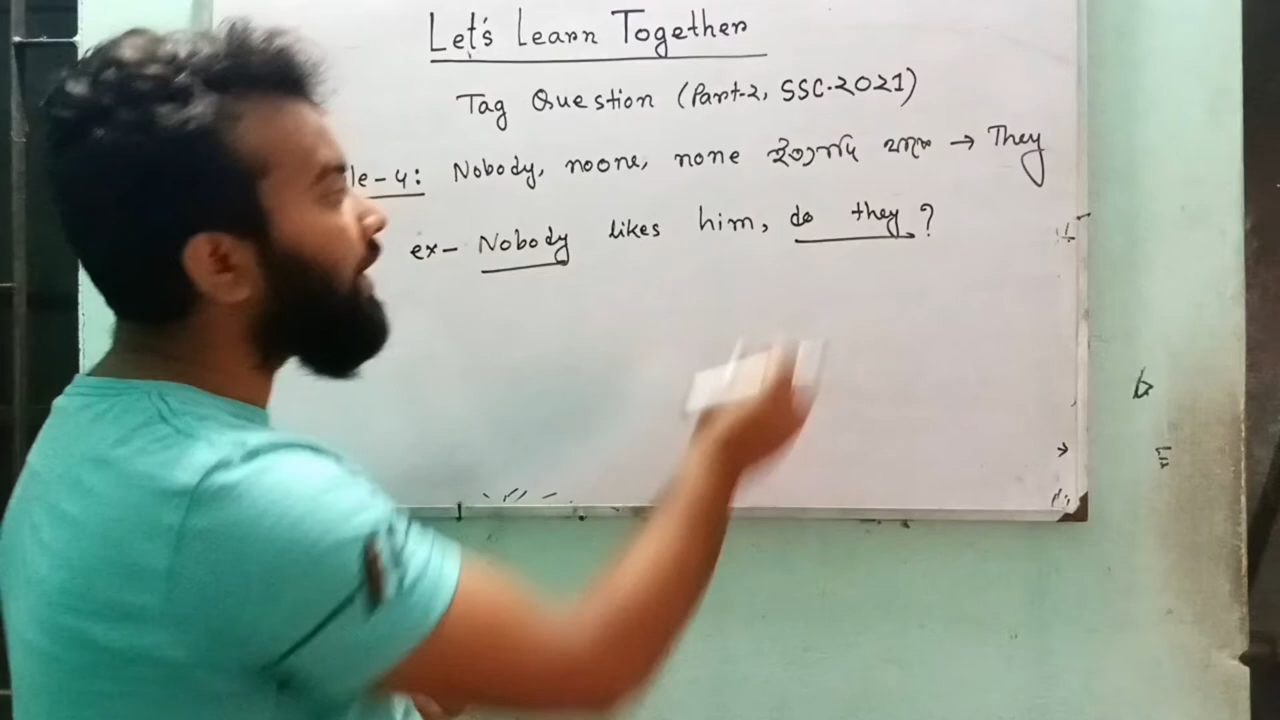 Let's Learn Together
Tag Question (Part-2, SSC-2021)
le-4: Nobody, noone, none ইত্যাদি থাকে → They
ex- Nobody likes him, do they?